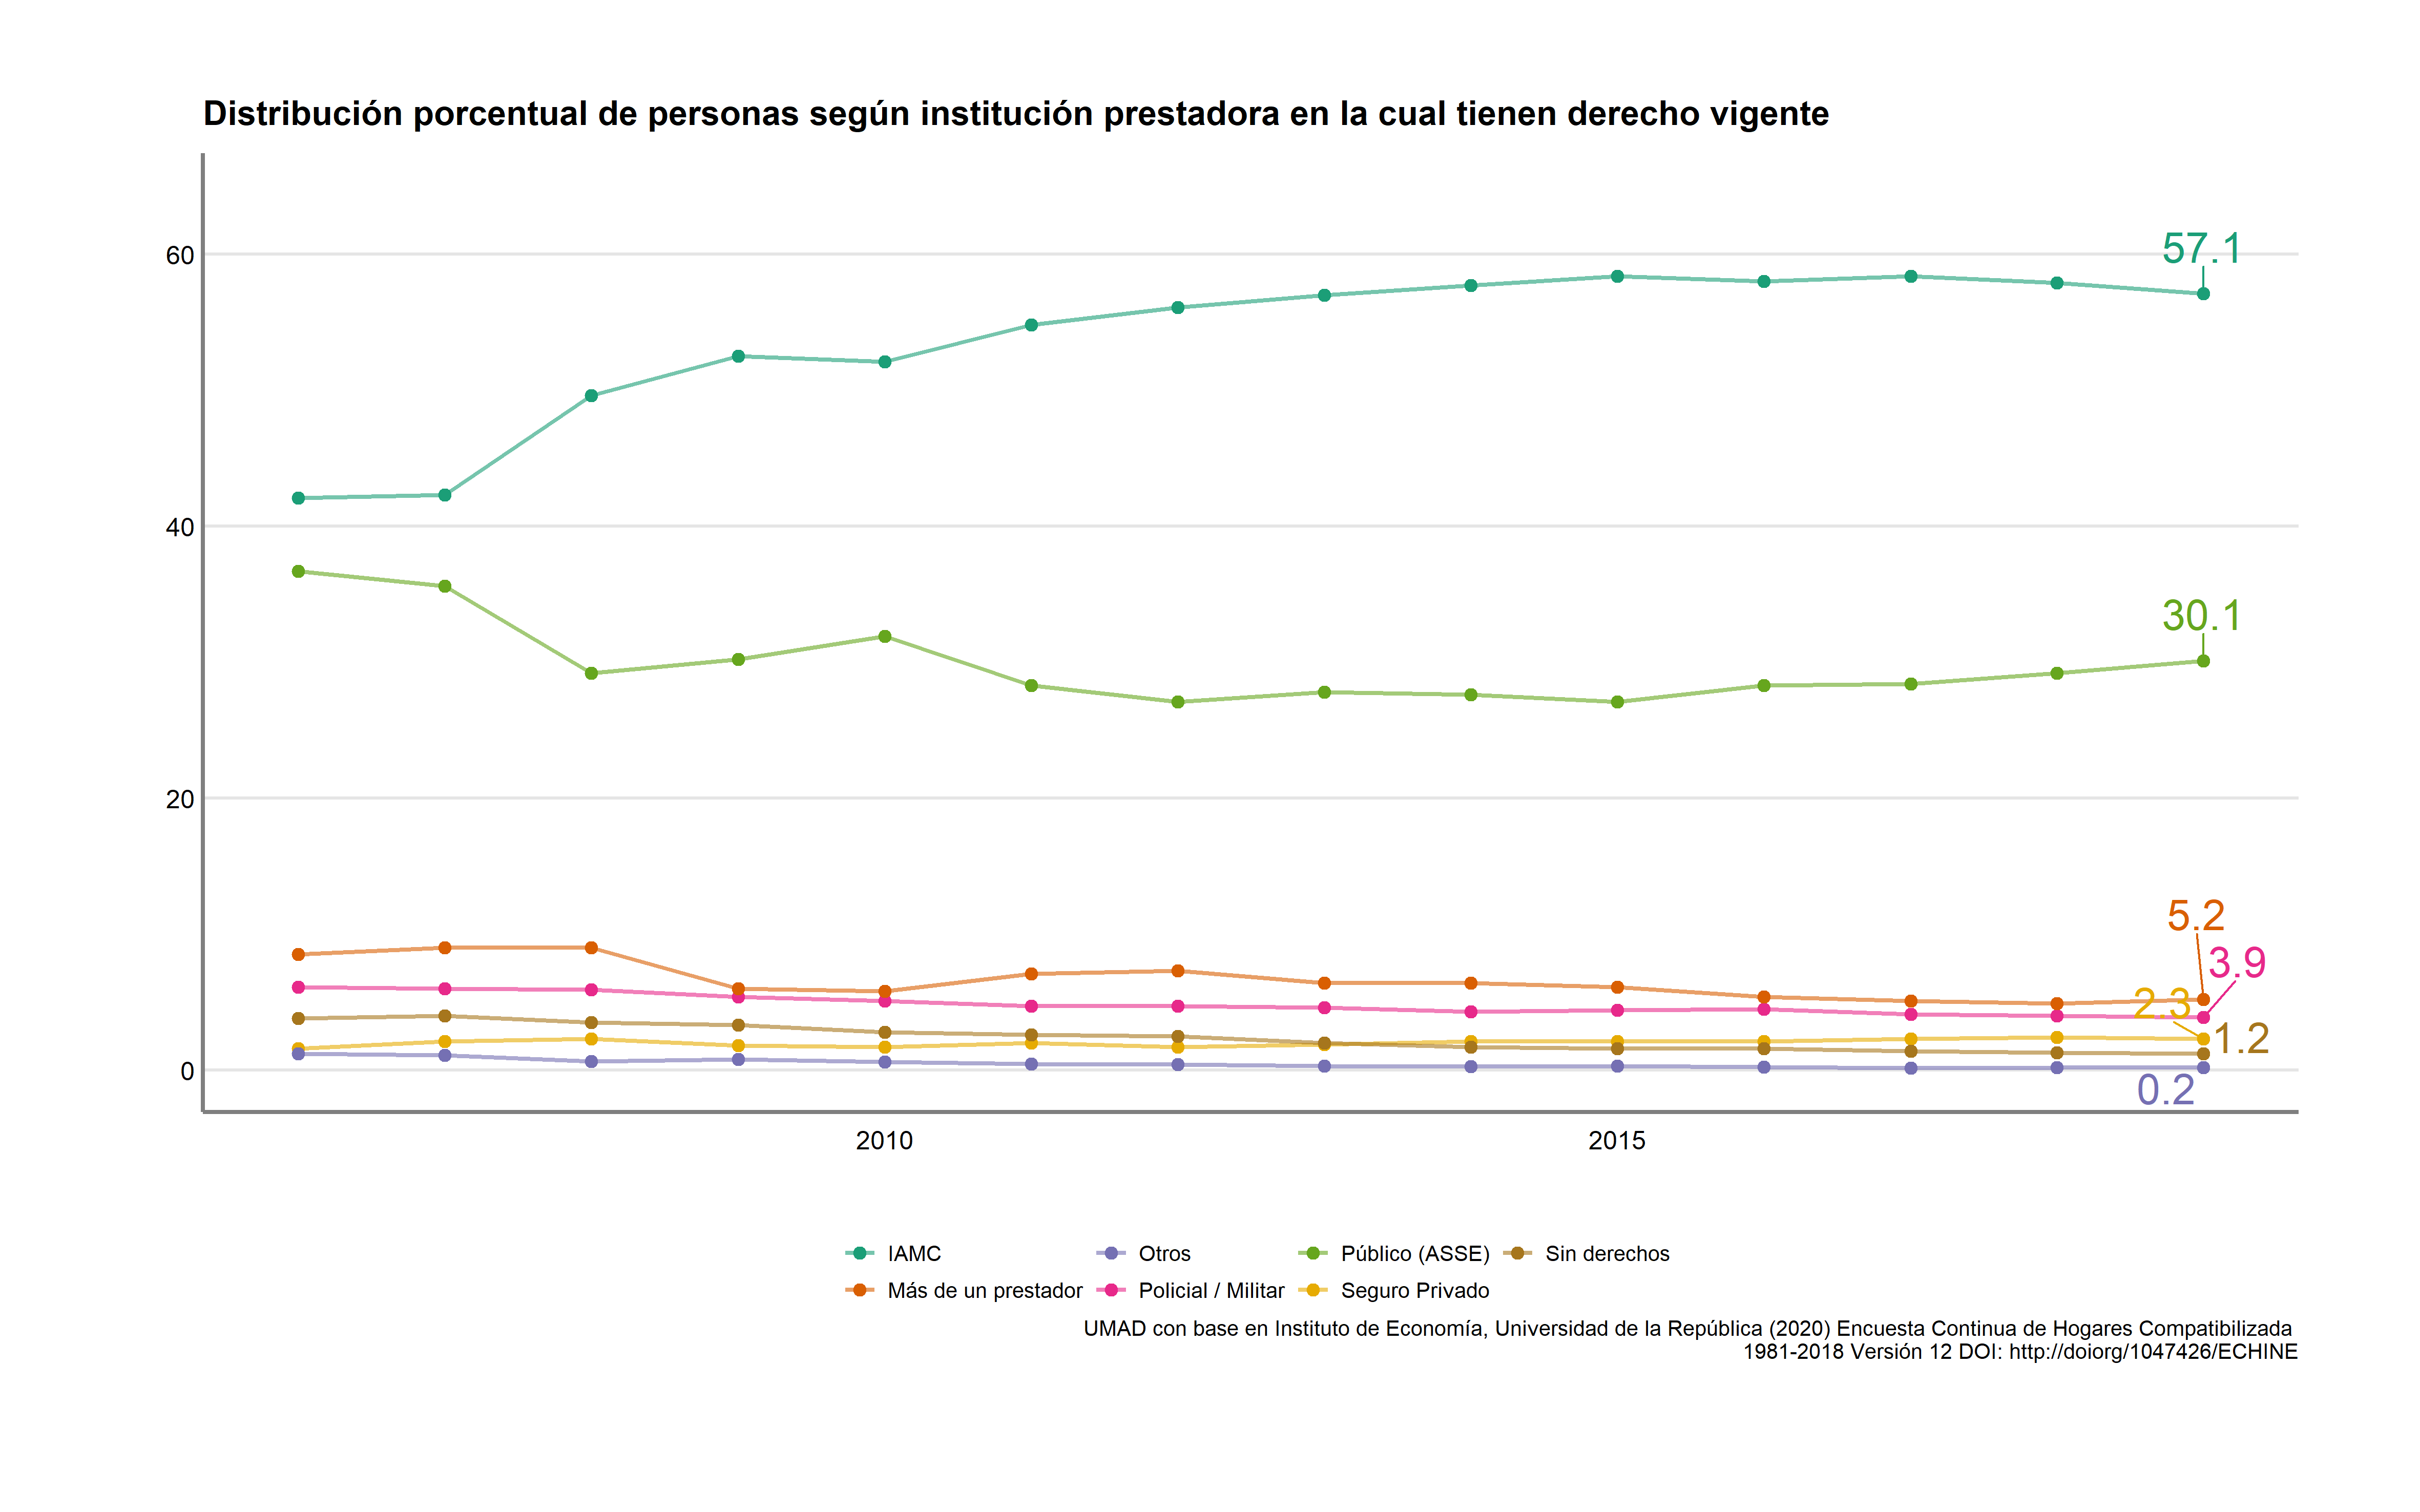 Distribución porcentual de personas según institución prestadora en la cual tienen derecho vigente
60
57.1
40
30.1
20
5.2
3.9
2.3
1.2
0
0.2
2010 2015
IAMC Otros Público (ASSE) Sin derechos
Más de un prestador Policial / Militar Seguro Privado
UMAD con base en Instituto de Economía, Universidad de la República (2020) Encuesta Continua de Hogares Compatibilizada
1981-2018 Versión 12 DOI: http://doiorg/1047426/ECHINE